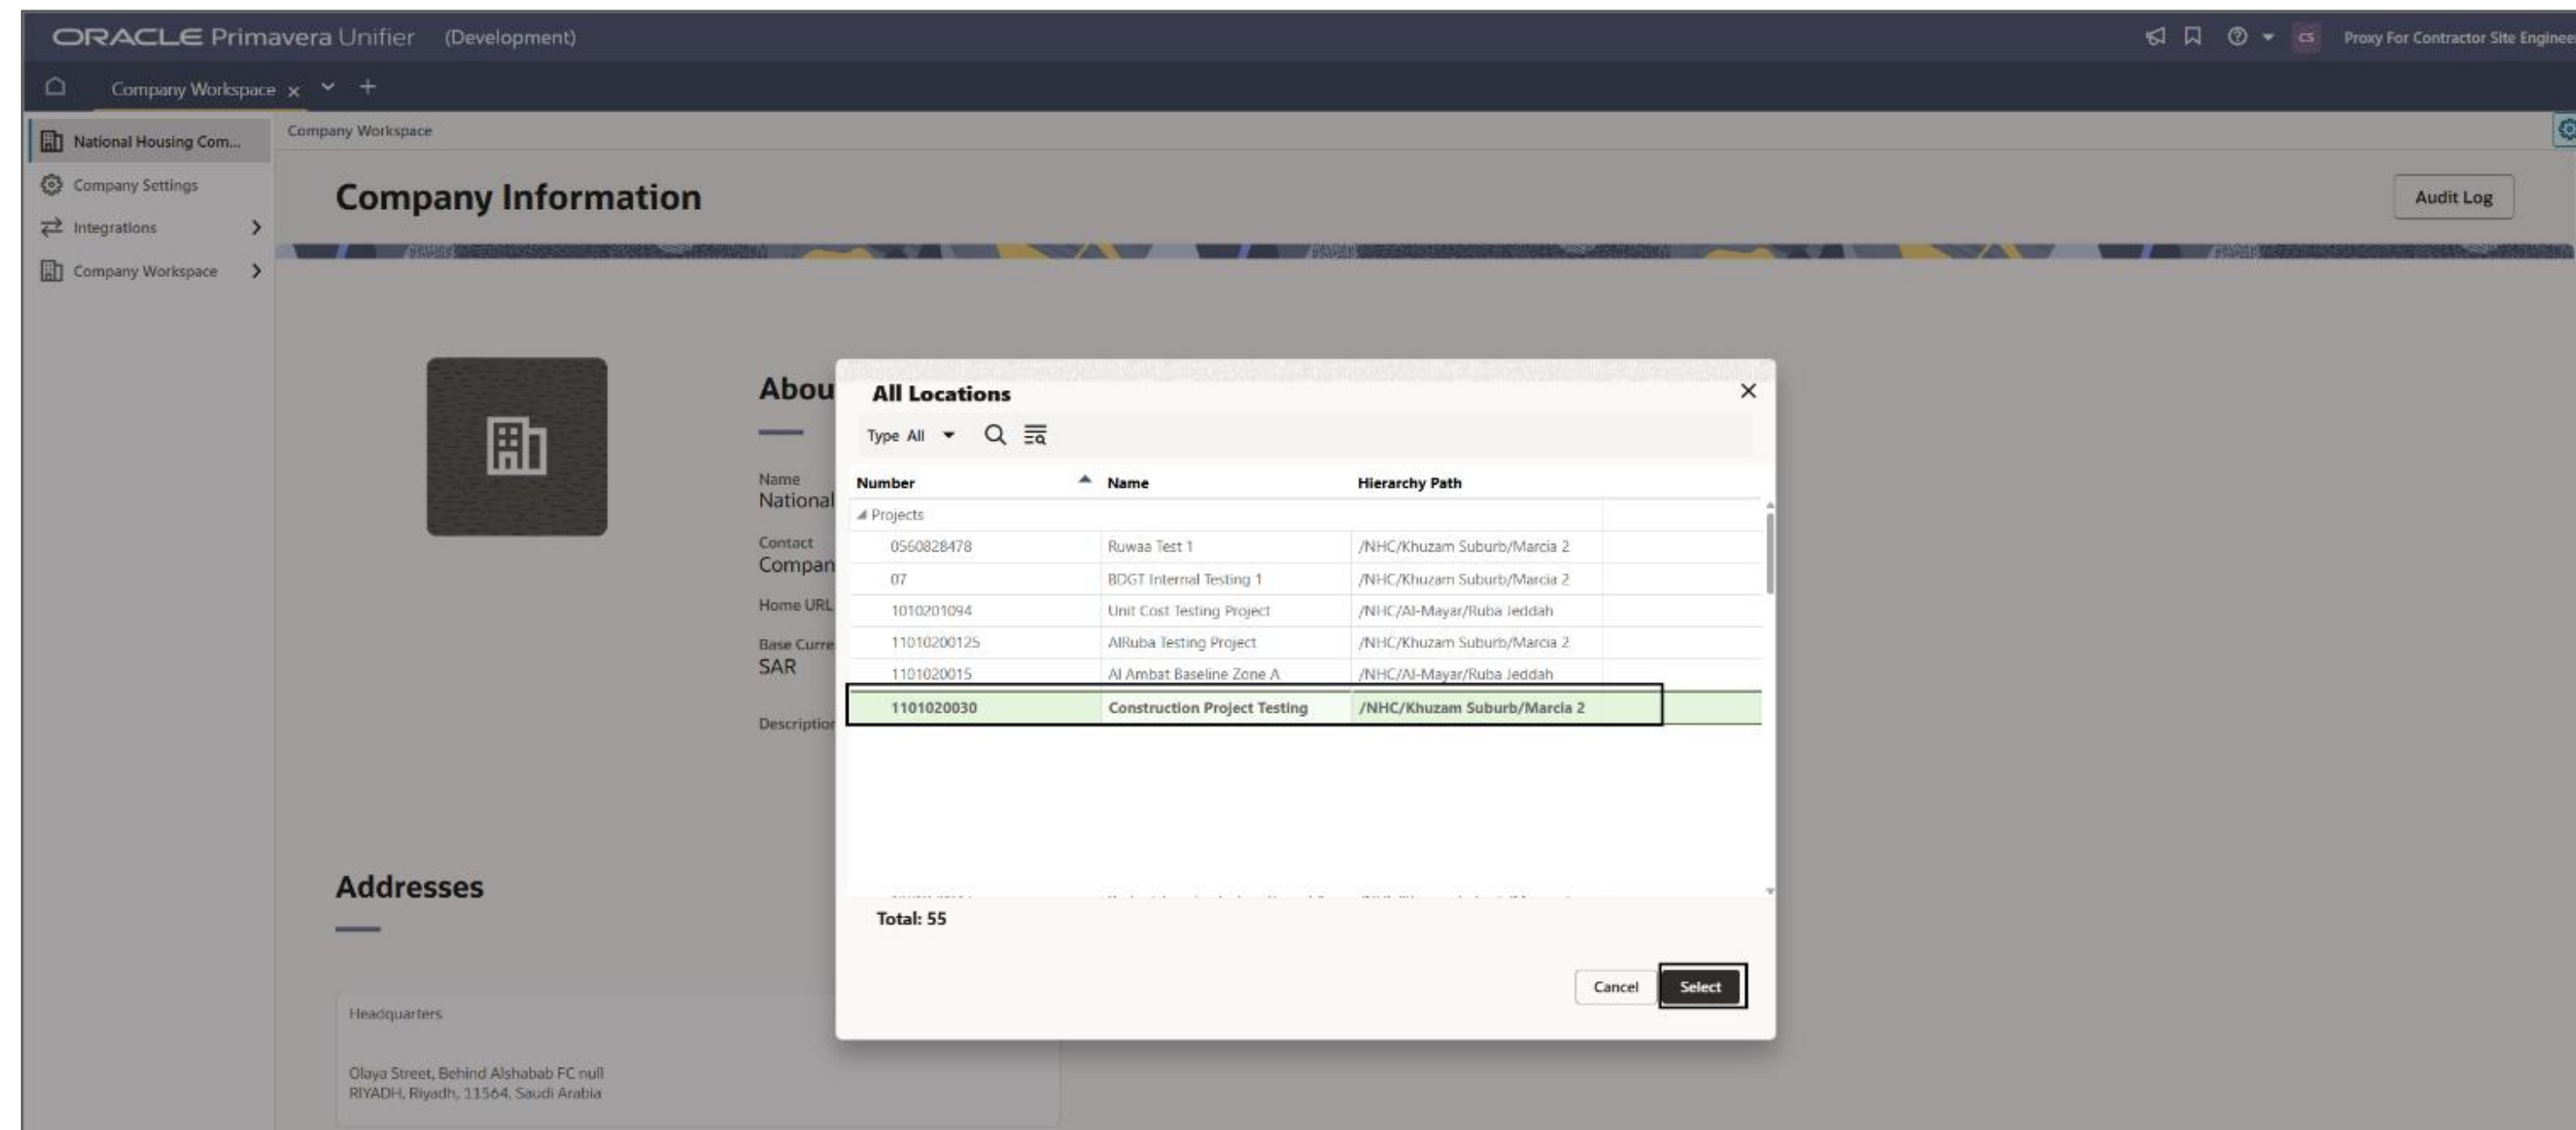 ORACLE Primavera Unifier (Development)
CS Proxy For Contractor Site Engineer
Company Workspace
National Housing Com...
Company Workspace
Company Settings
Integrations
Company Workspace
Company Information
Audit Log
Abou
Name
National
Contact
Compan
Home URL
Base Curre
SAR
Description
All Locations
Type All
Number Name Hierarchy Path
Projects
0560828478 Ruwaa Test 1 /NHC/Khuzam Suburb/Marcia 2
07 BDGT Internal Testing 1 /NHC/Khuzam Suburb/Marcia 2
1010201094 Unit Cost Testing Project /NHC/Al-Mayar/Ruba Jeddah
11010200125 AlRuba Testing Project /NHC/Khuzam Suburb/Marcia 2
1101020015 Al Ambat Baseline Zone A /NHC/Al-Mayar/Ruba Jeddah
1101020030 Construction Project Testing /NHC/Khuzam Suburb/Marcia 2
Total: 55
Cancel Select
Addresses
Headquarters
Olaya Street, Behind Alshabab FC null
RIYADH, Riyadh, 11564, Saudi Arabia